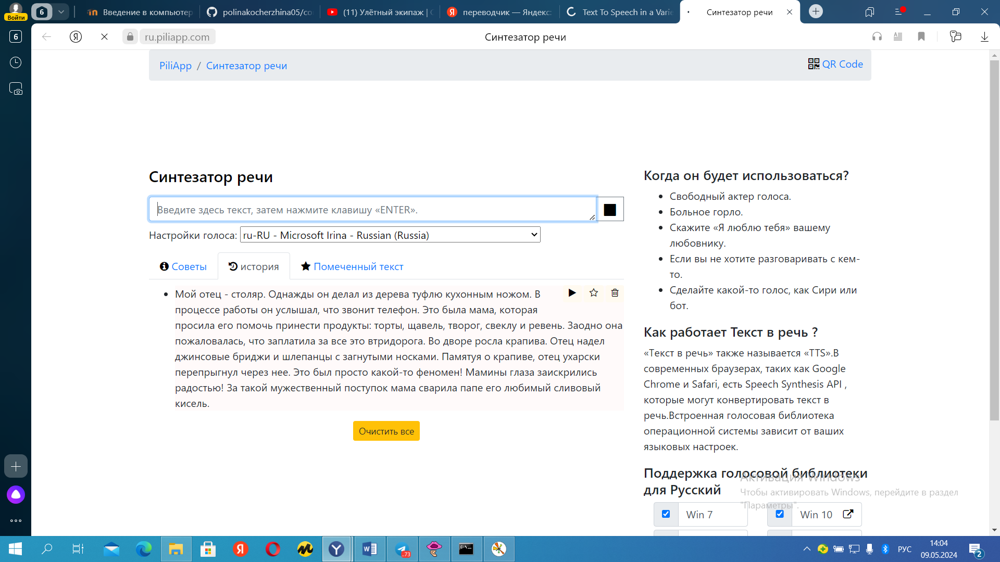 Войти
6
Введение в компьютер
polinakocherzhina05/co
(11) Улётный экипаж | С
переводчик — Яндекс:
Text To Speech in a Varie
Синтезатор речи
6
ru.piliapp.com
Синтезатор речи
PiliApp / Синтезатор речи
QR Code
Синтезатор речи
Введите здесь текст, затем нажмите клавишу «ENTER».
Настройки голоса: ru-RU - Microsoft Irina - Russian (Russia)
Советы
история
Помеченный текст
Мой отец - столяр. Однажды он делал из дерева туфлю кухонным ножом. В
процессе работы он услышал, что звонит телефон. Это была мама, которая
просила его помочь принести продукты: торты, щавель, творог, свеклу и ревень. Заодно она
пожаловалась, что заплатила за все это втридорога. Во дворе росла крапива. Отец надел
джинсовые бриджи и шлепанцы с загнутыми носками. Памятуя о крапиве, отец ухарски
перепрыгнул через нее. Это был просто какой-то феномен! Мамины глаза заискрились
радостью! За такой мужественный поступок мама сварила папе его любимый сливовый
кисель.
Очистить все
Когда он будет использоваться?
Свободный актер голоса.
Больное горло.
Скажите «Я люблю тебя» вашему
любовнику.
Если вы не хотите разговаривать с кем-
то.
Сделайте какой-то голос, как Сири или
бот.
Как работает Текст в речь ?
«Текст в речь» также называется «TTS».В
современных браузерах, таких как Google
Chrome и Safari, есть Speech Synthesis API ,
которые могут конвертировать текст в
речь.Встроенная голосовая библиотека
операционной системы зависит от ваших
языковых настроек.
Поддержка голосовой библиотеки
для Русский
Активация Windows
Чтобы активировать Windows, перейдите в раздел
"Параметры".
Win 7
Win 10
..73
РУС
14:04
09.05.2024
2